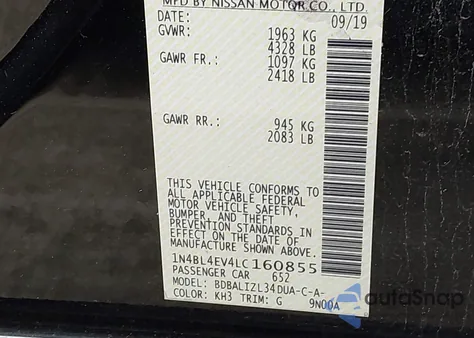 MFD BY NISSAN MOTOR CO., LTD.
DATE: 09/19
GVWR: 1963 KG
4328 LB
GAWR FR.: 1097 KG
2418 LB
GAWR RR.: 945 KG
2083 LB
THIS VEHICLE CONFORMS TO
ALL APPLICABLE FEDERAL
MOTOR VEHICLE SAFETY,
BUMPER, AND THEFT
PREVENTION STANDARDS
IN EFFECT ON THE DATE
OF MANUFACTURE SHOWN
ABOVE.
1N4BL4EV4LC160855
PASSENGER CAR 652
MODEL: BDBALIZL34DUA-C-A-
COLOR: KH3 TRIM: G 9N00A
autoSnap